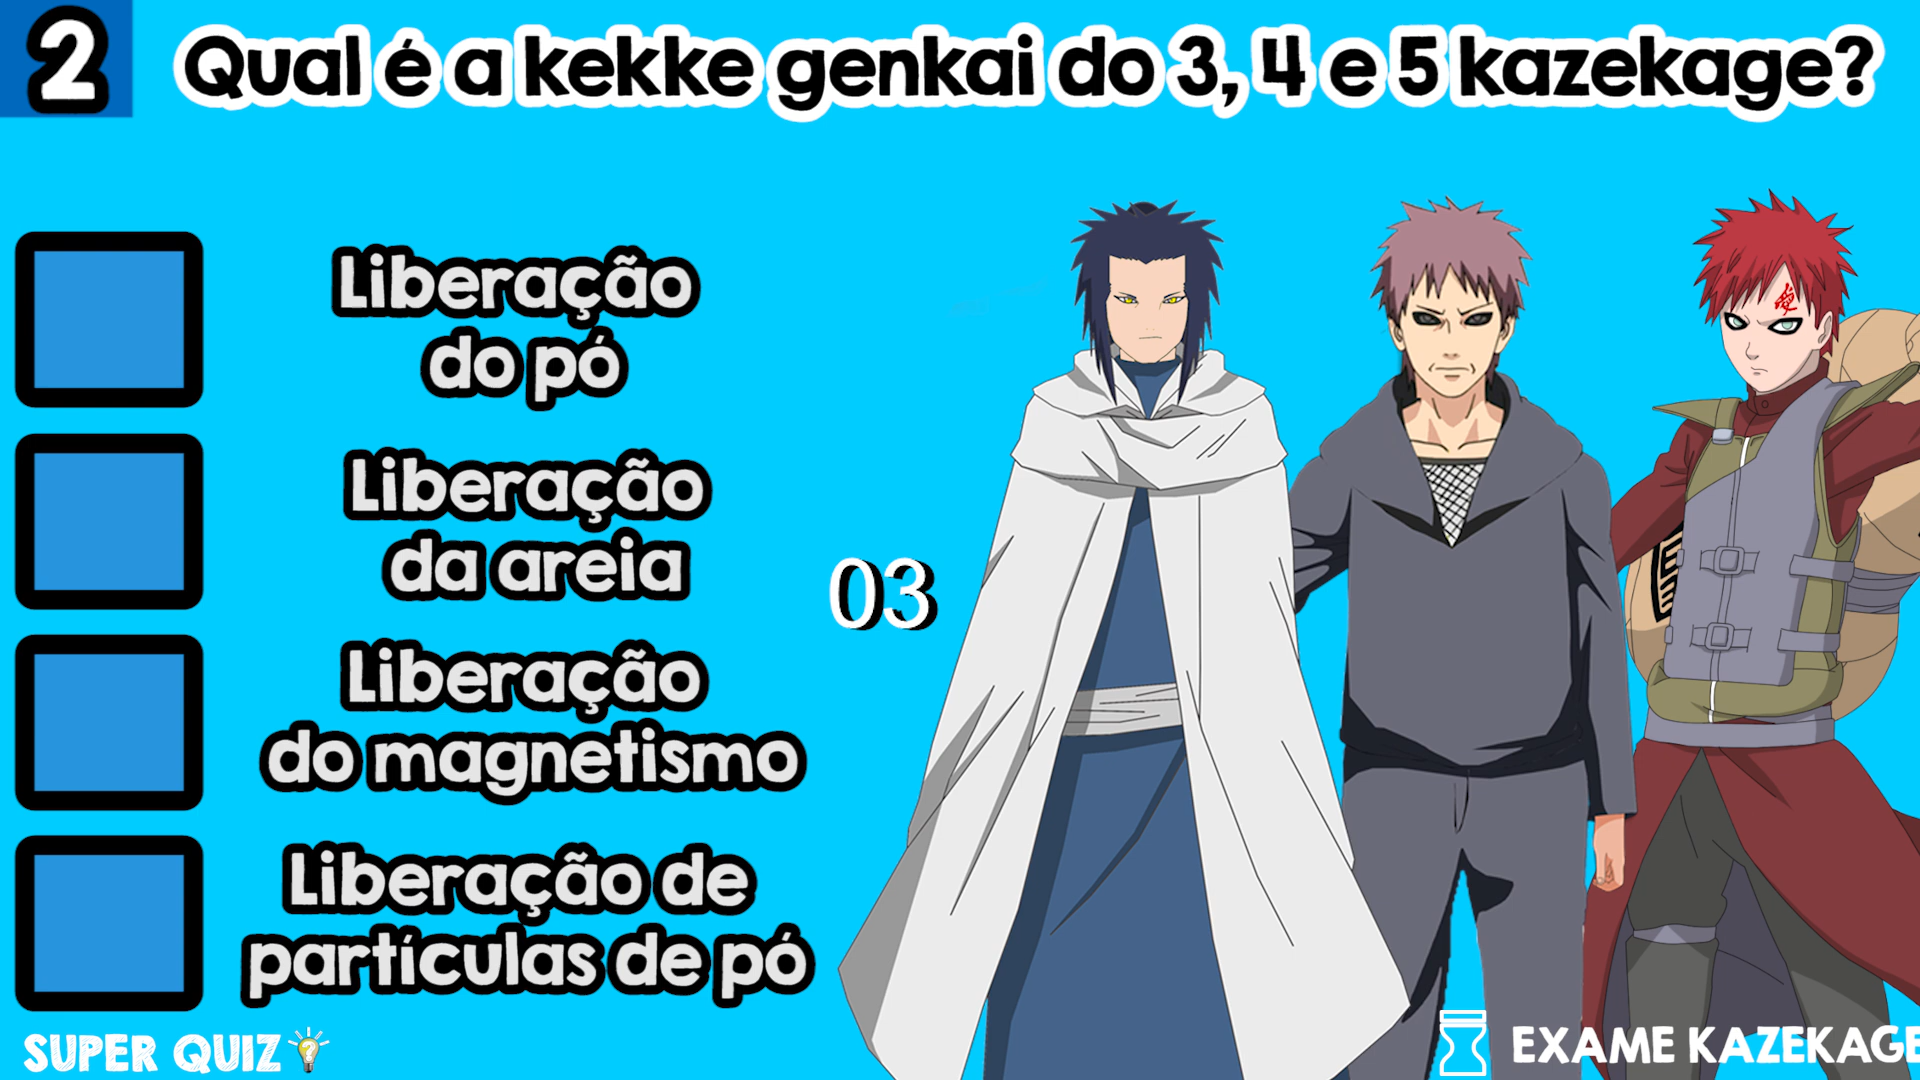 2
Qual é a kekke genkai do 3, 4 e 5 kazekage?
Liberação
do pó
Liberação
da areia
03
Liberação
do magnetismo
Liberação de
partículas de pó
SUPER QUIZ
EXAME KAZEKAGE
愛